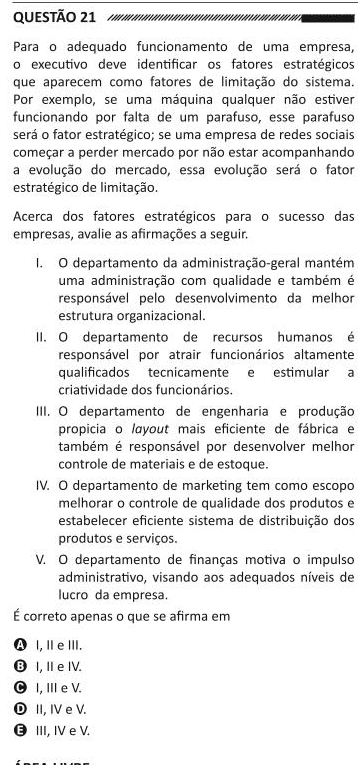 QUESTÃO 21
Para o adequado funcionamento de uma empresa,
o executivo deve identificar os fatores estratégicos
que aparecem como fatores de limitação do sistema.
Por exemplo, se uma máquina qualquer não estiver
funcionando por falta de um parafuso, esse parafuso
será o fator estratégico; se uma empresa de redes sociais
começar a perder mercado por não estar acompanhando
a evolução do mercado, essa evolução será o fator
estratégico de limitação.
Acerca dos fatores estratégicos para o sucesso das
empresas, avalie as afirmações a seguir.
I. O departamento da administração-geral mantém
uma administração com qualidade e também é
responsável pelo desenvolvimento da melhor
estrutura organizacional.
II. O departamento de recursos humanos é
responsável por atrair funcionários altamente
qualificados tecnicamente e estimular a
criatividade dos funcionários.
III. O departamento de engenharia e produção
propicia o layout mais eficiente de fábrica e
também é responsável por desenvolver melhor
controle de materiais e de estoque.
IV. O departamento de marketing tem como escopo
melhorar o controle de qualidade dos produtos e
estabelecer eficiente sistema de distribuição dos
produtos e serviços.
V. O departamento de finanças motiva o impulso
administrativo, visando aos adequados níveis de
lucro da empresa.
É correto apenas o que se afirma em
A I, II e III.
B I, II e IV.
C I, III e V.
D II, IV e V.
E III, IV e V.